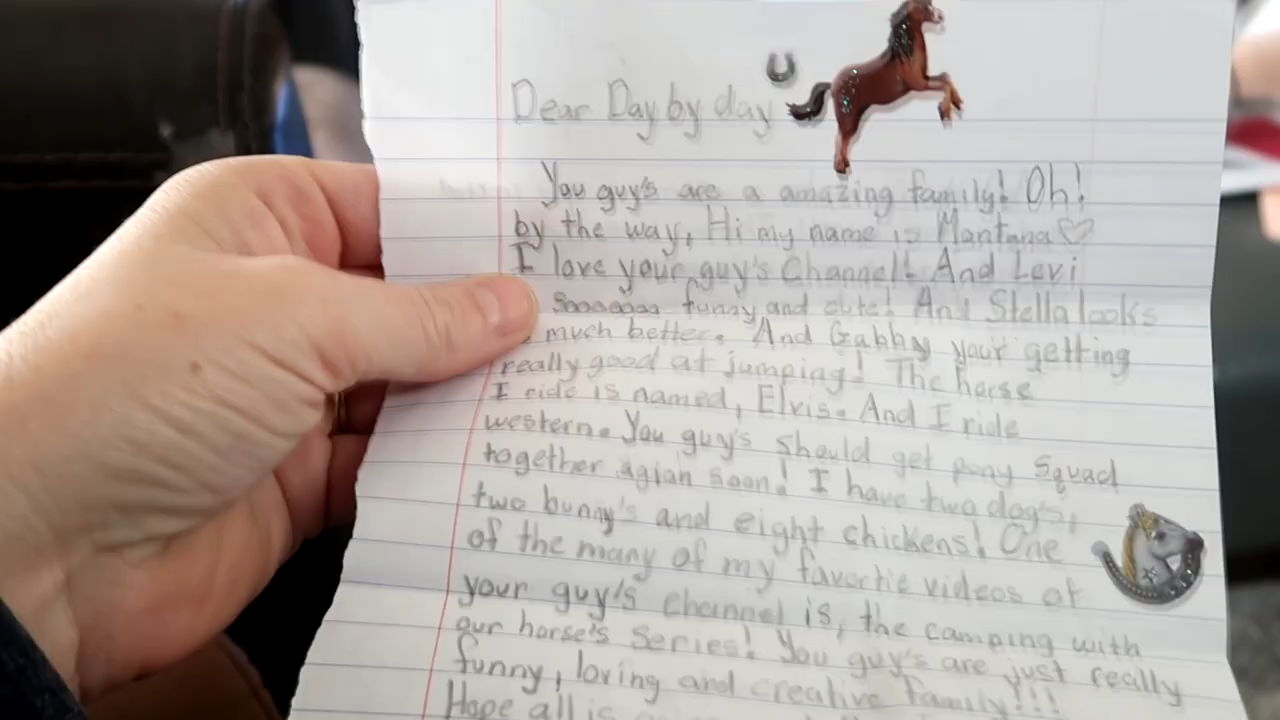 Dear Day by day
You guy's are a amazing family! Oh!
by the way, Hi my name is Mantana
I love your guy's Channel! And Levi
soooooo funny and cute! And Stella looks
much better. And Gabby your getting
really good at jumping! The horse
I ride is named, Elvis. And I ride
western. You guy's should get pony Squad
together agian soon! I have two dog's,
two bunny's and eight chickens! One
of the many of my favortie videos of
your guy's channel is, the camping with
our horse's Series! You guy's are just really
funny, loving and creative family!!!
Hope all is